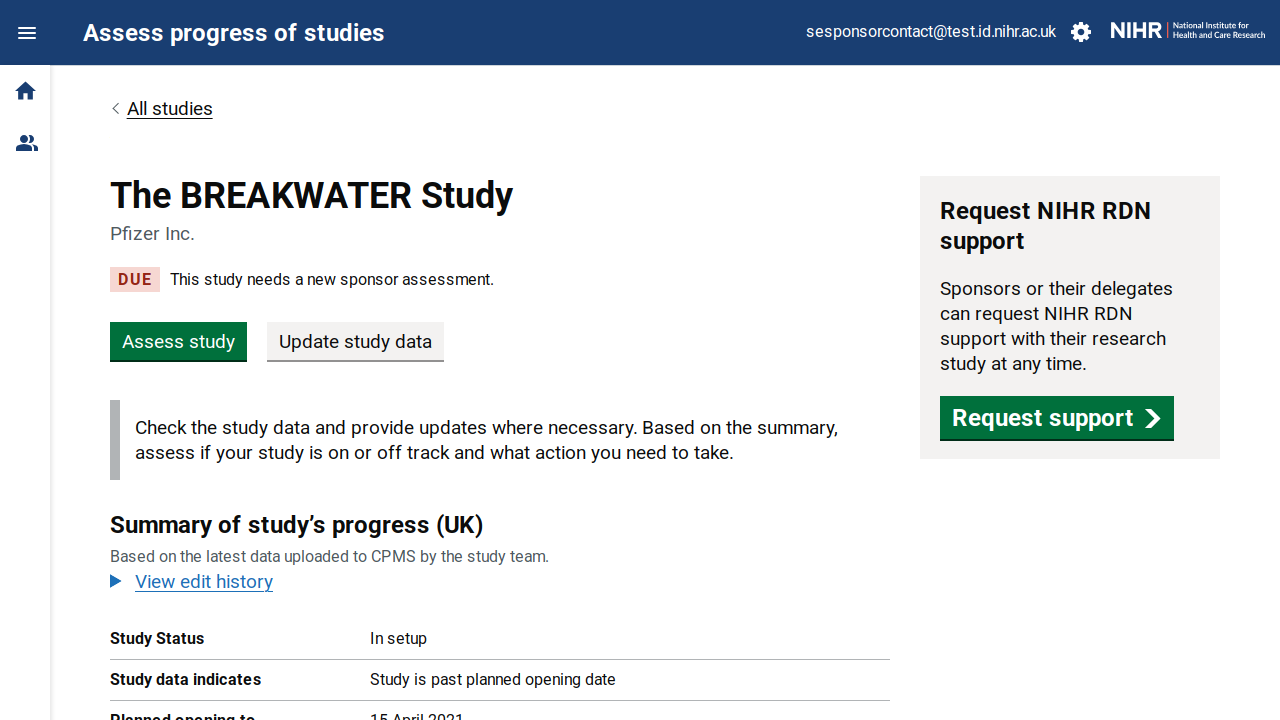 Assess progress of studies
sesponsorcontact@test.id.nihr.ac.uk
NIHR
National Institute for
Health and Care Research
All studies
The BREAKWATER Study
Pfizer Inc.
DUE
This study needs a new sponsor assessment.
Assess study
Update study data
Check the study data and provide updates where necessary. Based on the summary,
assess if your study is on or off track and what action you need to take.
Summary of study’s progress (UK)
Based on the latest data uploaded to CPMS by the study team.
View edit history
Study Status
In setup
Study data indicates
Study is past planned opening date
Planned opening to
15 April 2021
Request NIHR RDN
support
Sponsors or their delegates
can request NIHR RDN
support with their research
study at any time.
Request support